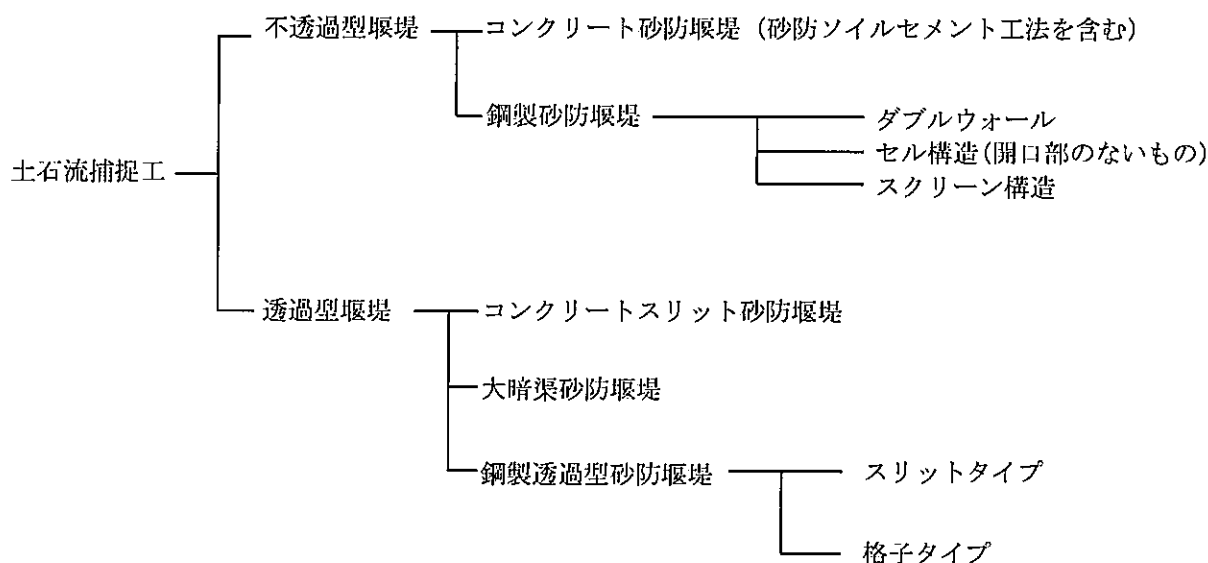 不透過型堰堤
コンクリート砂防堰堤（砂防ソイルセメント工法を含む）
鋼製砂防堰堤
ダブルウォール
セル構造(開口部のないもの)
スクリーン構造
土石流捕捉工
透過型堰堤
コンクリートスリット砂防堰堤
大暗渠砂防堰堤
鋼製透過型砂防堰堤
スリットタイプ
格子タイプ